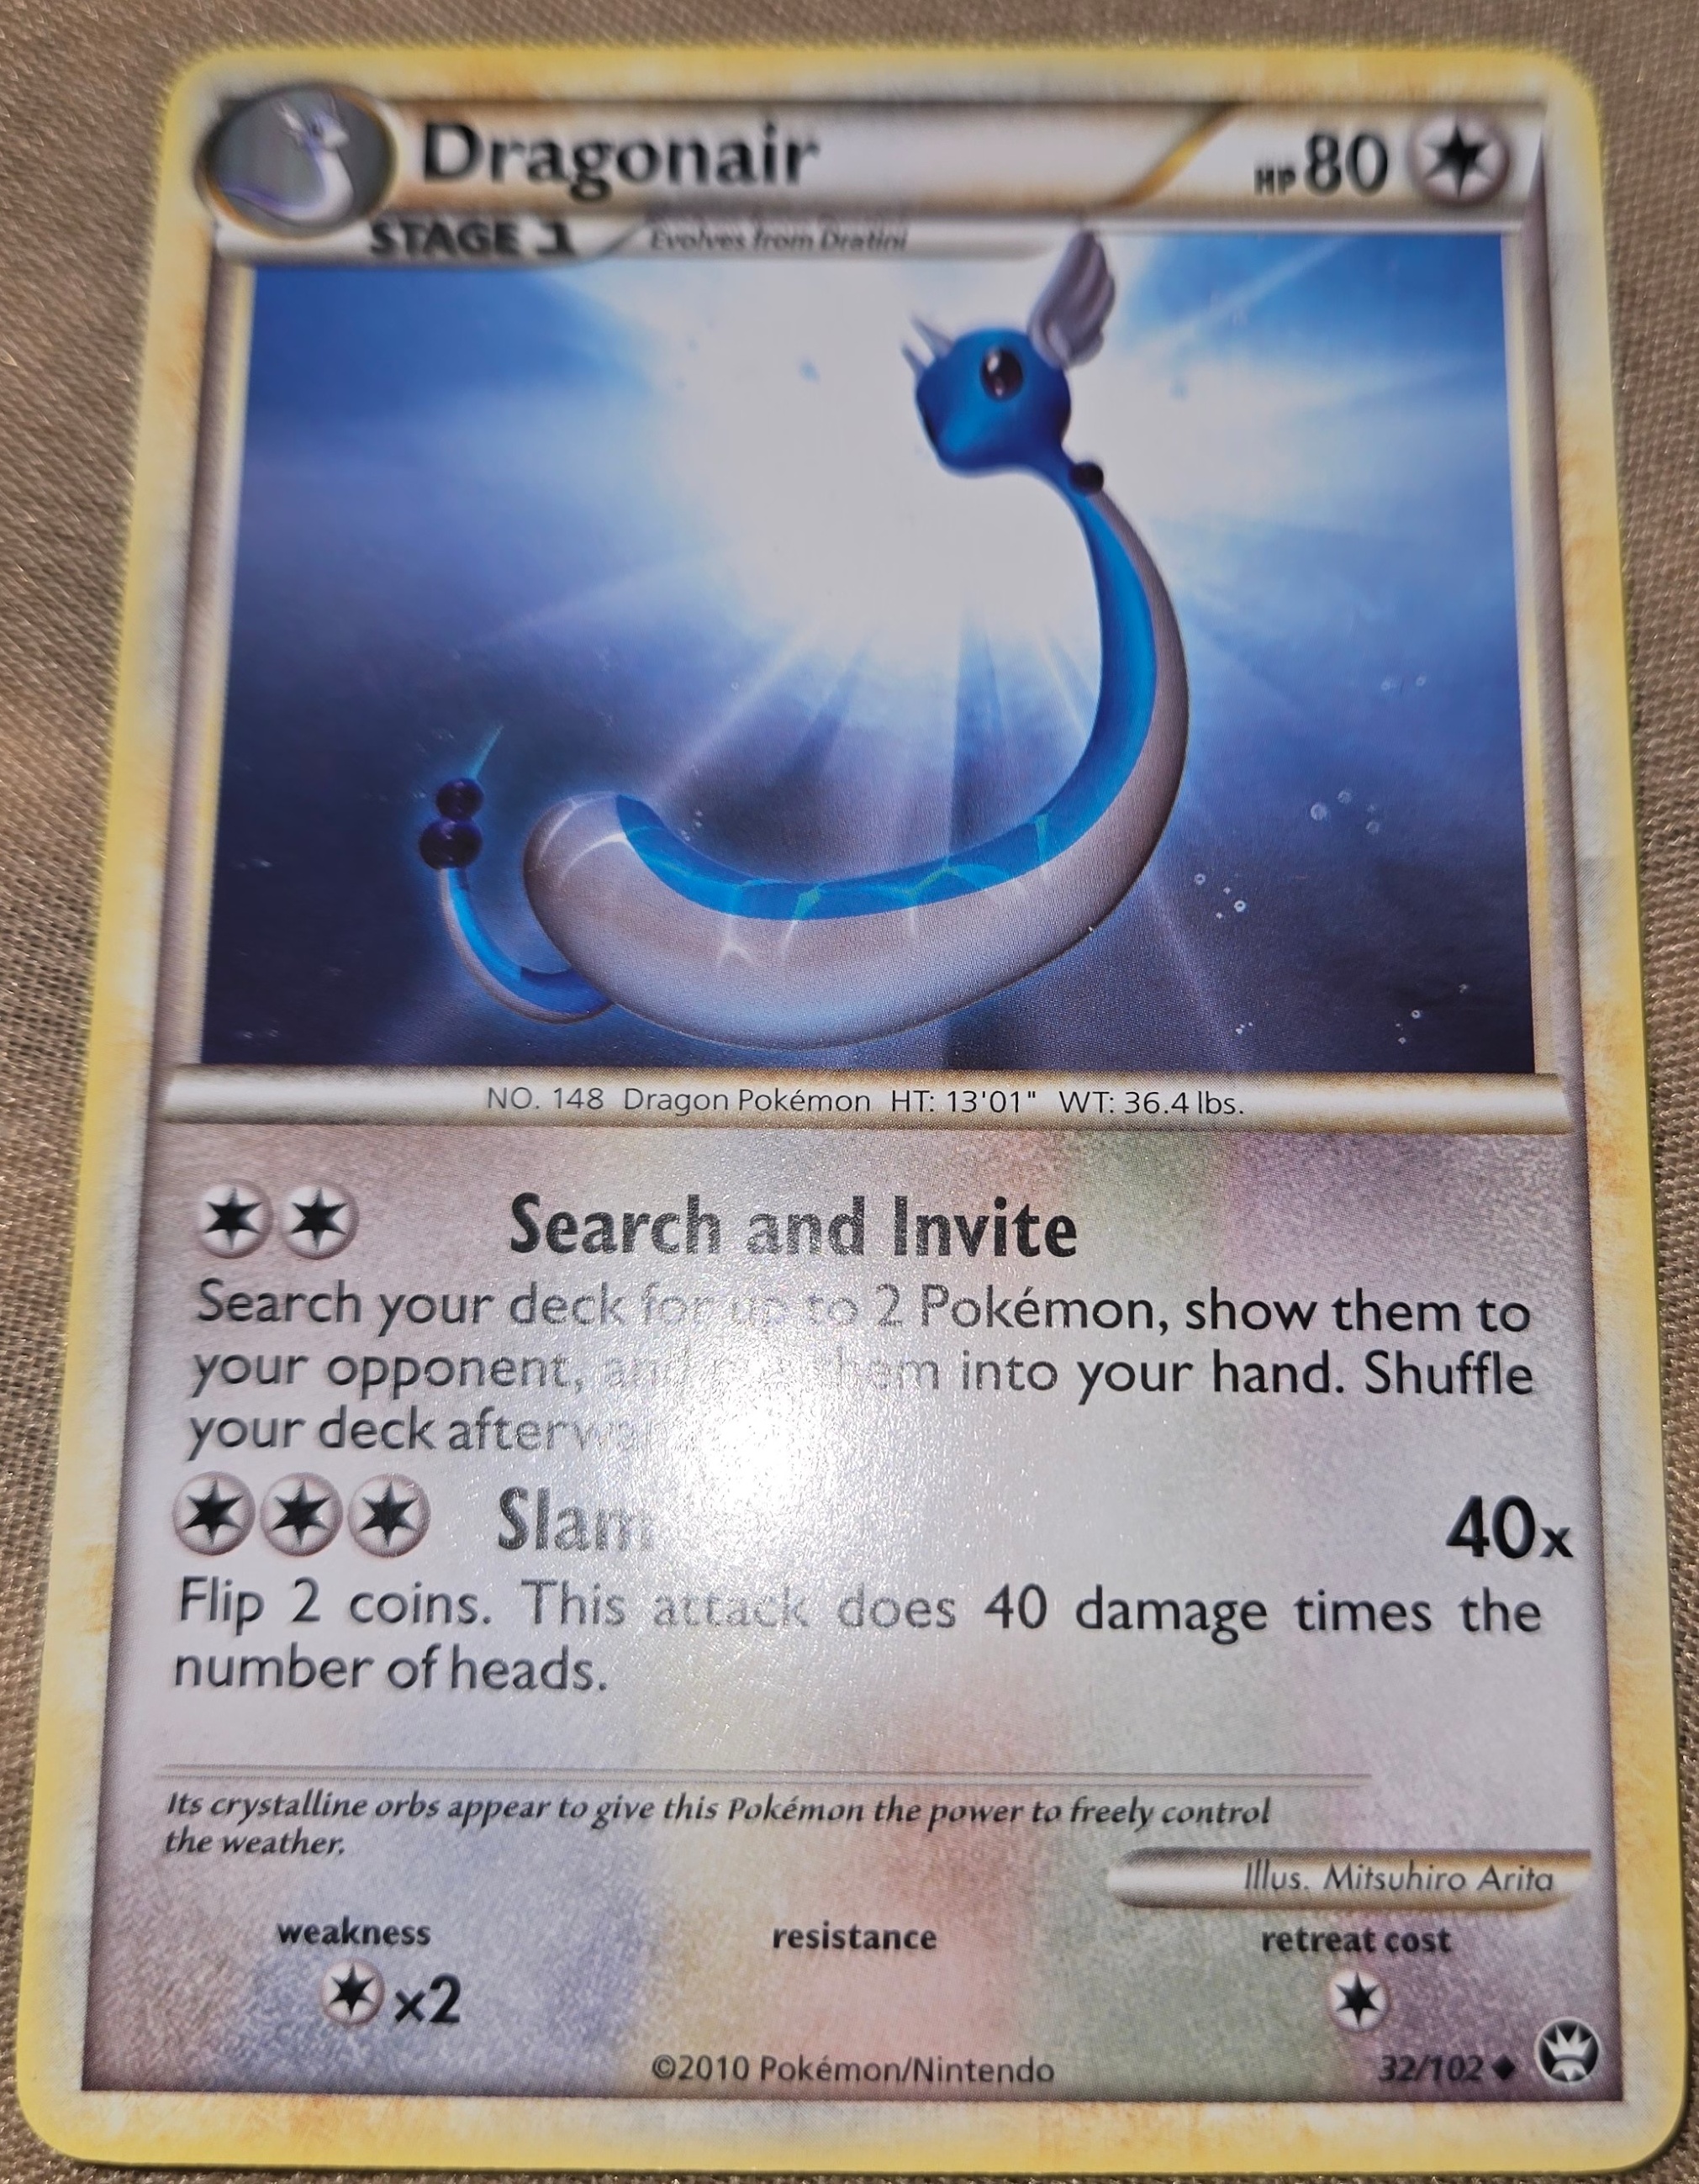 Dragonair HP 80
STAGE 1 Evolves from Dratini
NO. 148 Dragon Pokémon HT: 13'01" WT: 36.4 lbs.
Search and Invite
Search your deck for up to 2 Pokémon, show them to
your opponent, and them into your hand. Shuffle
your deck
Slam 40x
Flip 2 coins. This attack does 40 damage times the
number of heads.
Its crystalline orbs appear to give this Pokémon the power to freely control
the weather.
Illus. Mitsuhiro Arita
weakness resistance retreat cost
x2
©2010 Pokémon/Nintendo 32/102